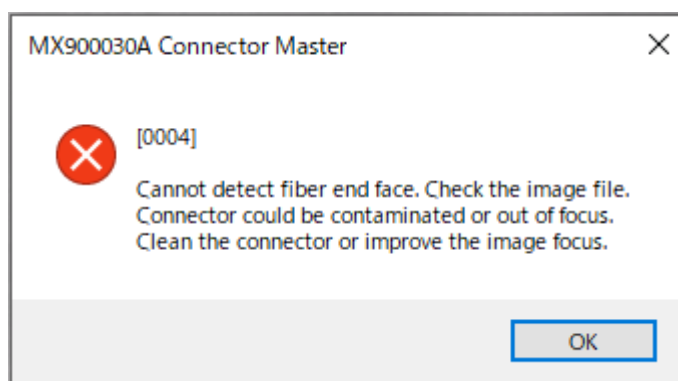 MX900030A Connector Master
[0004]
Cannot detect fiber end face. Check the image file.
Connector could be contaminated or out of focus.
Clean the connector or improve the image focus.
OK